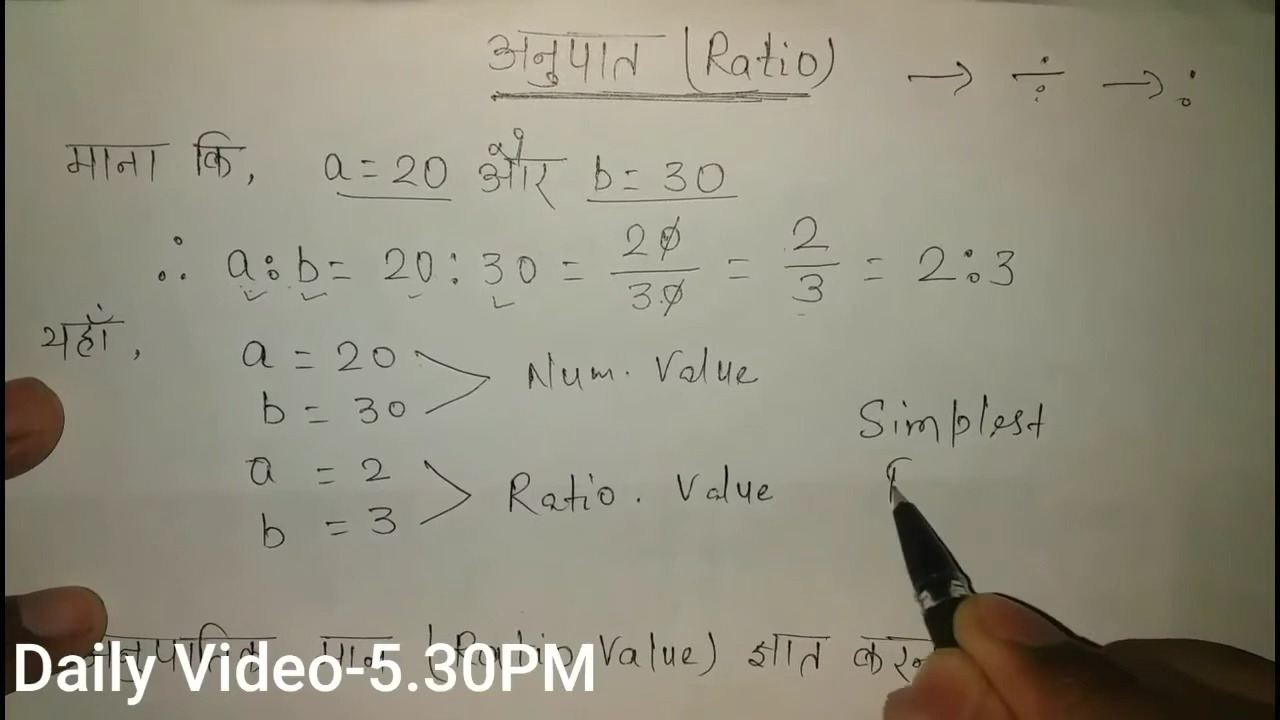 अनुपात (Ratio) → ÷ → :
माना कि, a = 20 और b = 30
∴ a : b = 20 : 30 = 20/30 = 2/3 = 2 : 3
यहाँ,
a = 20
b = 30
Num. Value
a = 2
b = 3
Ratio. Value
Simplest
मान (Ratio Value) ज्ञात
Daily Video-5.30PM